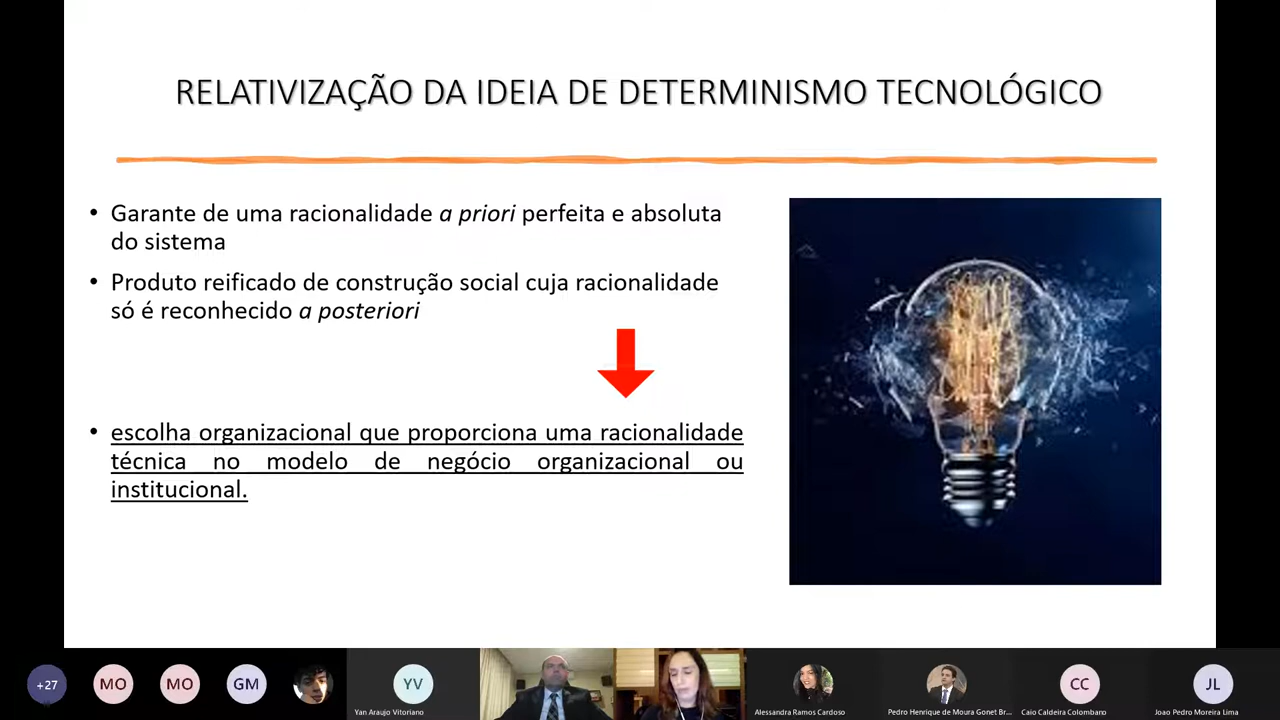 RELATIVIZAÇÃO DA IDEIA DE DETERMINISMO TECNOLÓGICO
• Garante de uma racionalidade a priori perfeita e absoluta
do sistema
• Produto reificado de construção social cuja racionalidade
só é reconhecido a posteriori
• escolha organizacional que proporciona uma racionalidade
técnica no modelo de negócio organizacional ou
institucional.
+27
MO
MO
GM
YV
Yan Araujo Vitoriano
Alessandra Ramos Cardoso
Pedro Henrique de Moura Gonet Br...
CC
Caio Caldeira Colombano
JL
Joao Pedro Moreira Lima